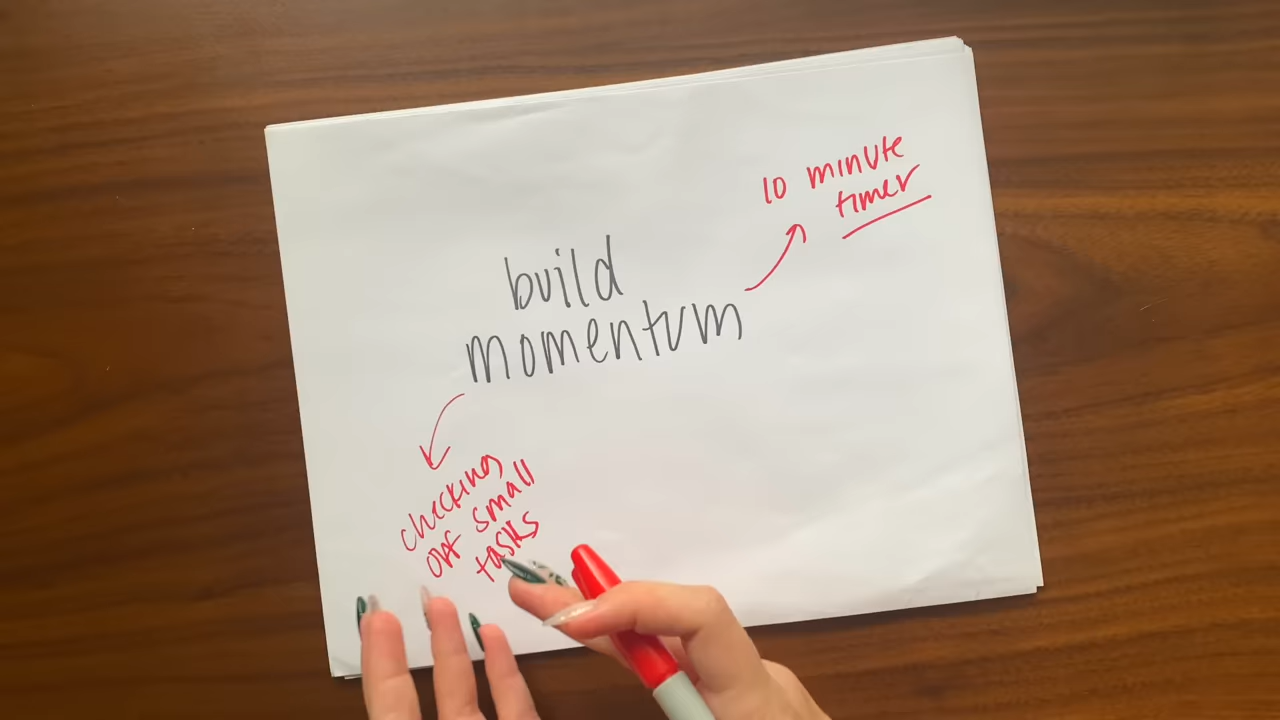 10 minute
timer
build
momentum
checking
off small
tasks